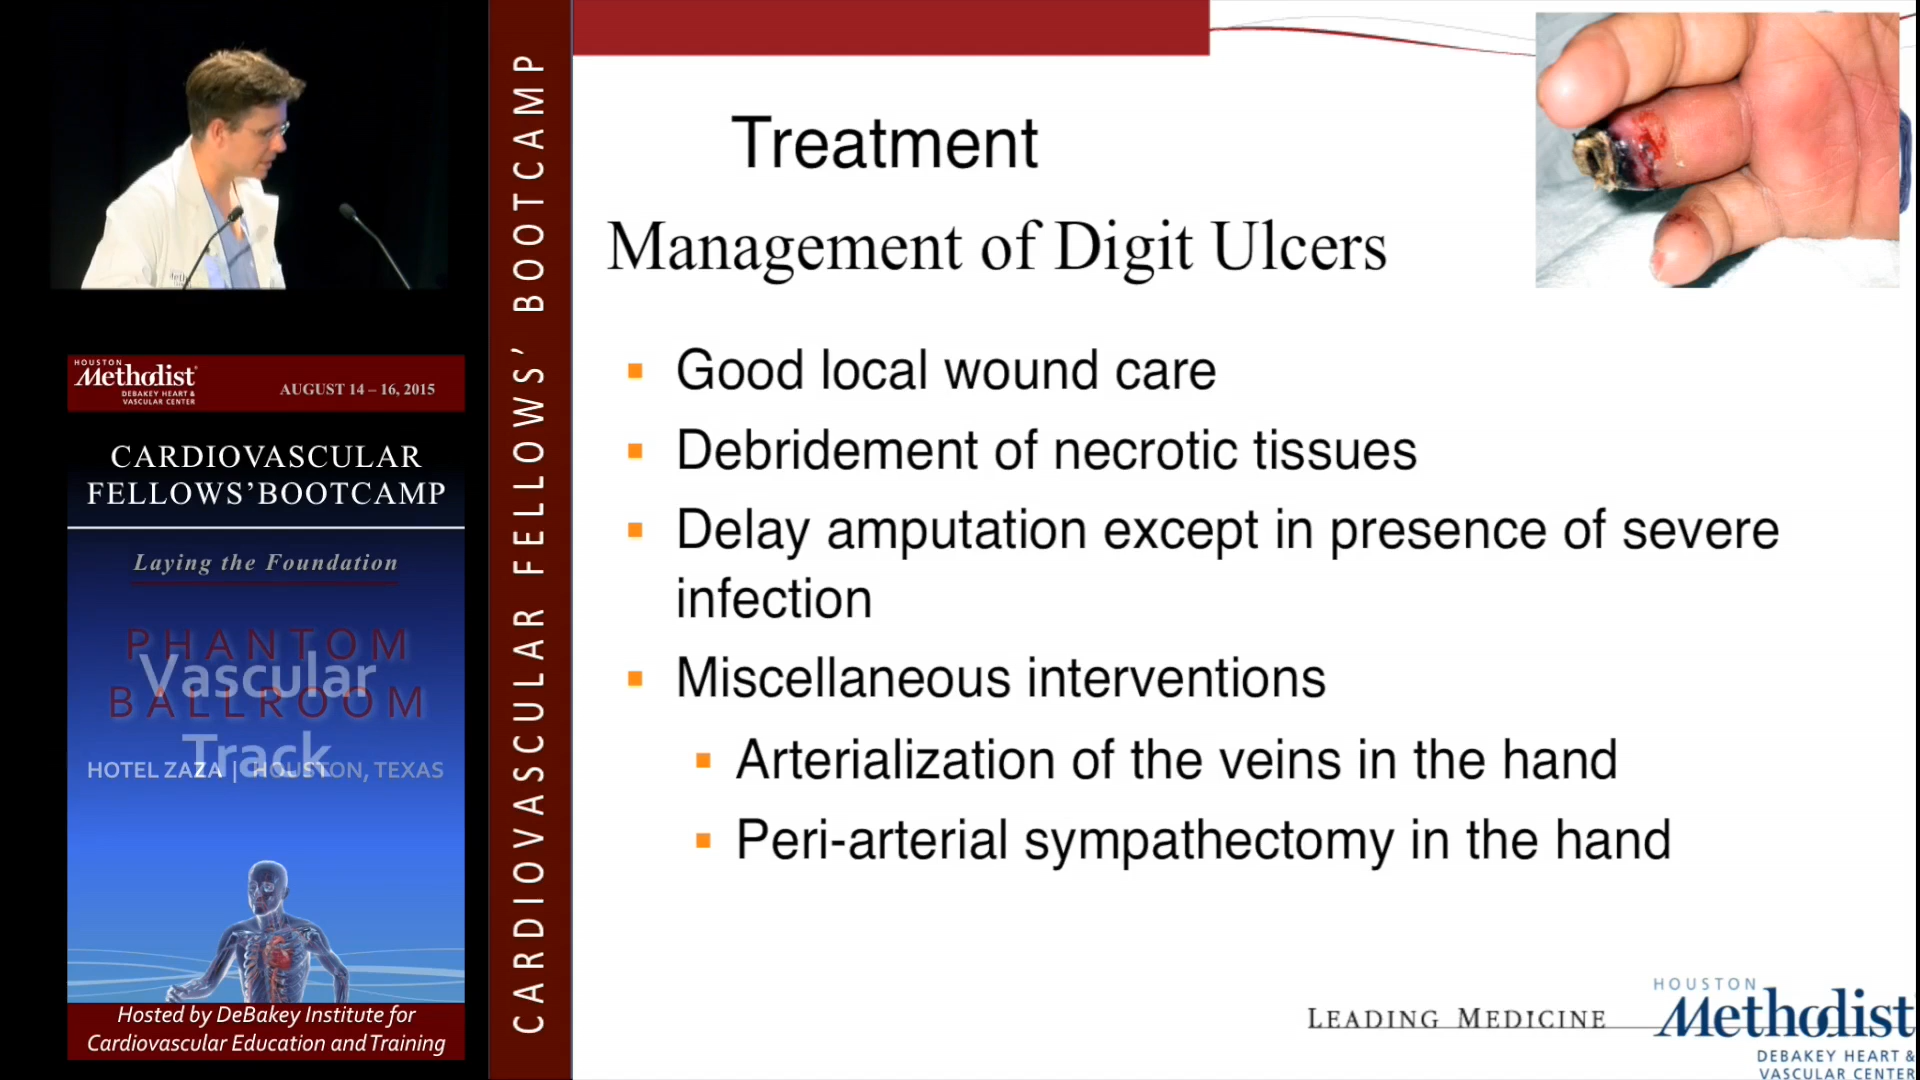 HOUSTON
Methodist
DEBAKEY HEART &
VASCULAR CENTER
AUGUST 14 – 16, 2015
CARDIOVASCULAR
FELLOWS’BOOTCAMP
Laying the Foundation
PHANTOM
Vascular
BALLROOM
Track
HOTEL ZAZA | HOUSTON, TEXAS
Hosted by DeBakey Institute for
Cardiovascular Education and Training
CARDIOVASCULAR FELLOWS’ BOOTCAMP
Treatment
Management of Digit Ulcers
Good local wound care
Debridement of necrotic tissues
Delay amputation except in presence of severe
infection
Miscellaneous interventions
Arterialization of the veins in the hand
Peri-arterial sympathectomy in the hand
LEADING MEDICINE
HOUSTON
Methodist
DEBAKEY HEART &
VASCULAR CENTER